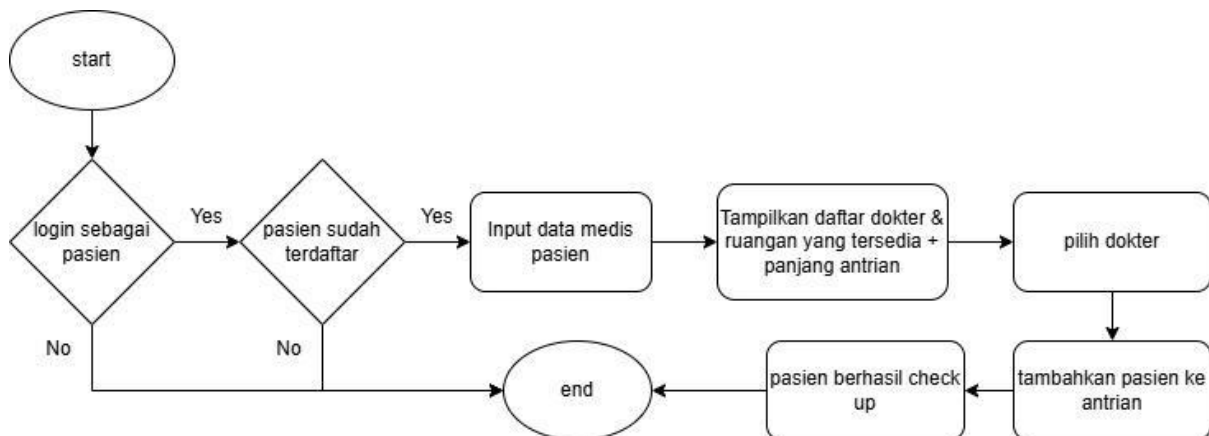 start
login sebagai
pasien
Yes
pasien sudah
terdaftar
Yes
Input data medis
pasien
Tampilkan daftar dokter &
ruangan yang tersedia +
panjang antrian
pilih dokter
No
No
end
pasien berhasil check
up
tambahkan pasien ke
antrian